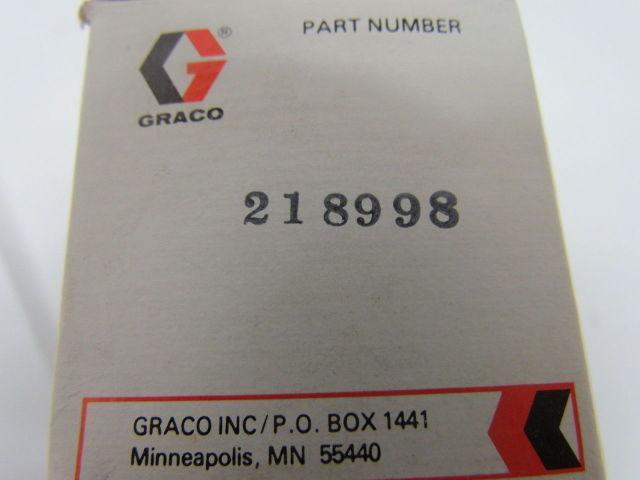 PART NUMBER
®
GRACO
218998
GRACO INC/P.O. BOX 1441
Minneapolis, MN 55440